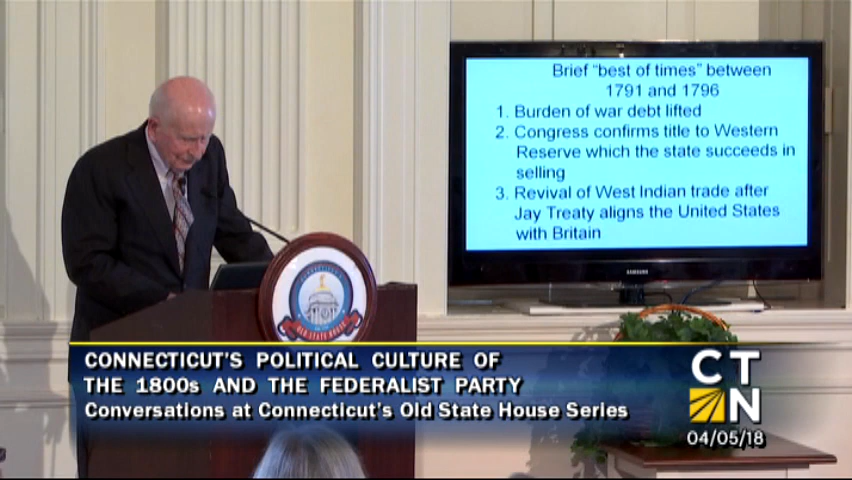 Brief “best of times” between
1791 and 1796
1. Burden of war debt lifted
2. Congress confirms title to Western
Reserve which the state succeeds in
selling
3. Revival of West Indian trade after
Jay Treaty aligns the United States
with Britain
SAMSUNG
OLD STATE HOUSE
CONNECTICUT'S POLITICAL CULTURE OF
THE 1800s AND THE FEDERALIST PARTY
Conversations at Connecticut's Old State House Series
CTN
04/05/18